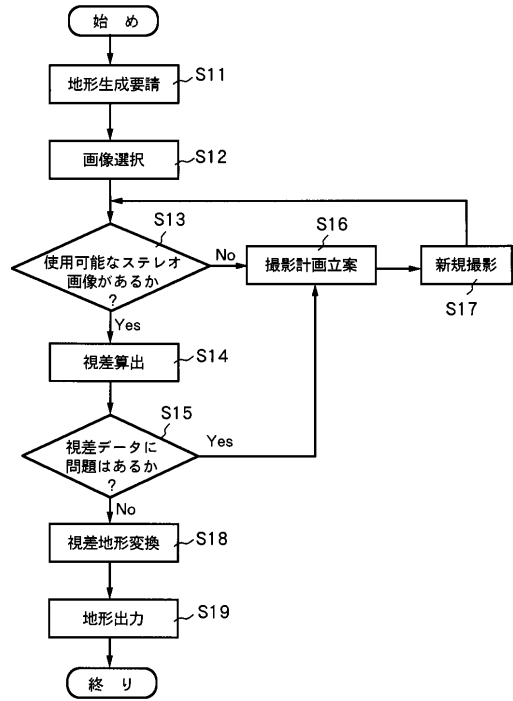 始 め
地形生成要請
S11
画像選択
S12
S13
使用可能なステレオ
画像があるか
?
No
Yes
S16
撮影計画立案
新規撮影
S17
視差算出
S14
S15
視差データに
問題はあるか
?
Yes
No
視差地形変換
S18
地形出力
S19
終 り